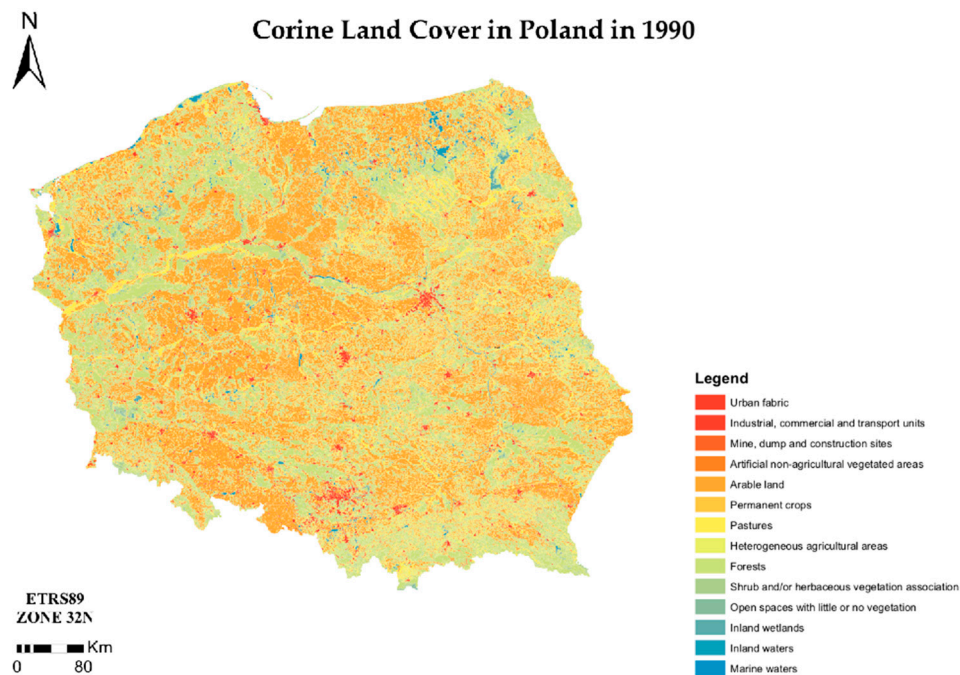 N
Corine Land Cover in Poland in 1990
Legend
Urban fabric
Industrial, commercial and transport units
Mine, dump and construction sites
Artificial non-agricultural vegetated areas
Arable land
Permanent crops
Pastures
Heterogeneous agricultural areas
Forests
Shrub and/or herbaceous vegetation association
Open spaces with little or no vegetation
Inland wetlands
Inland waters
Marine waters
ETRS89
ZONE 32N
Km
0 80